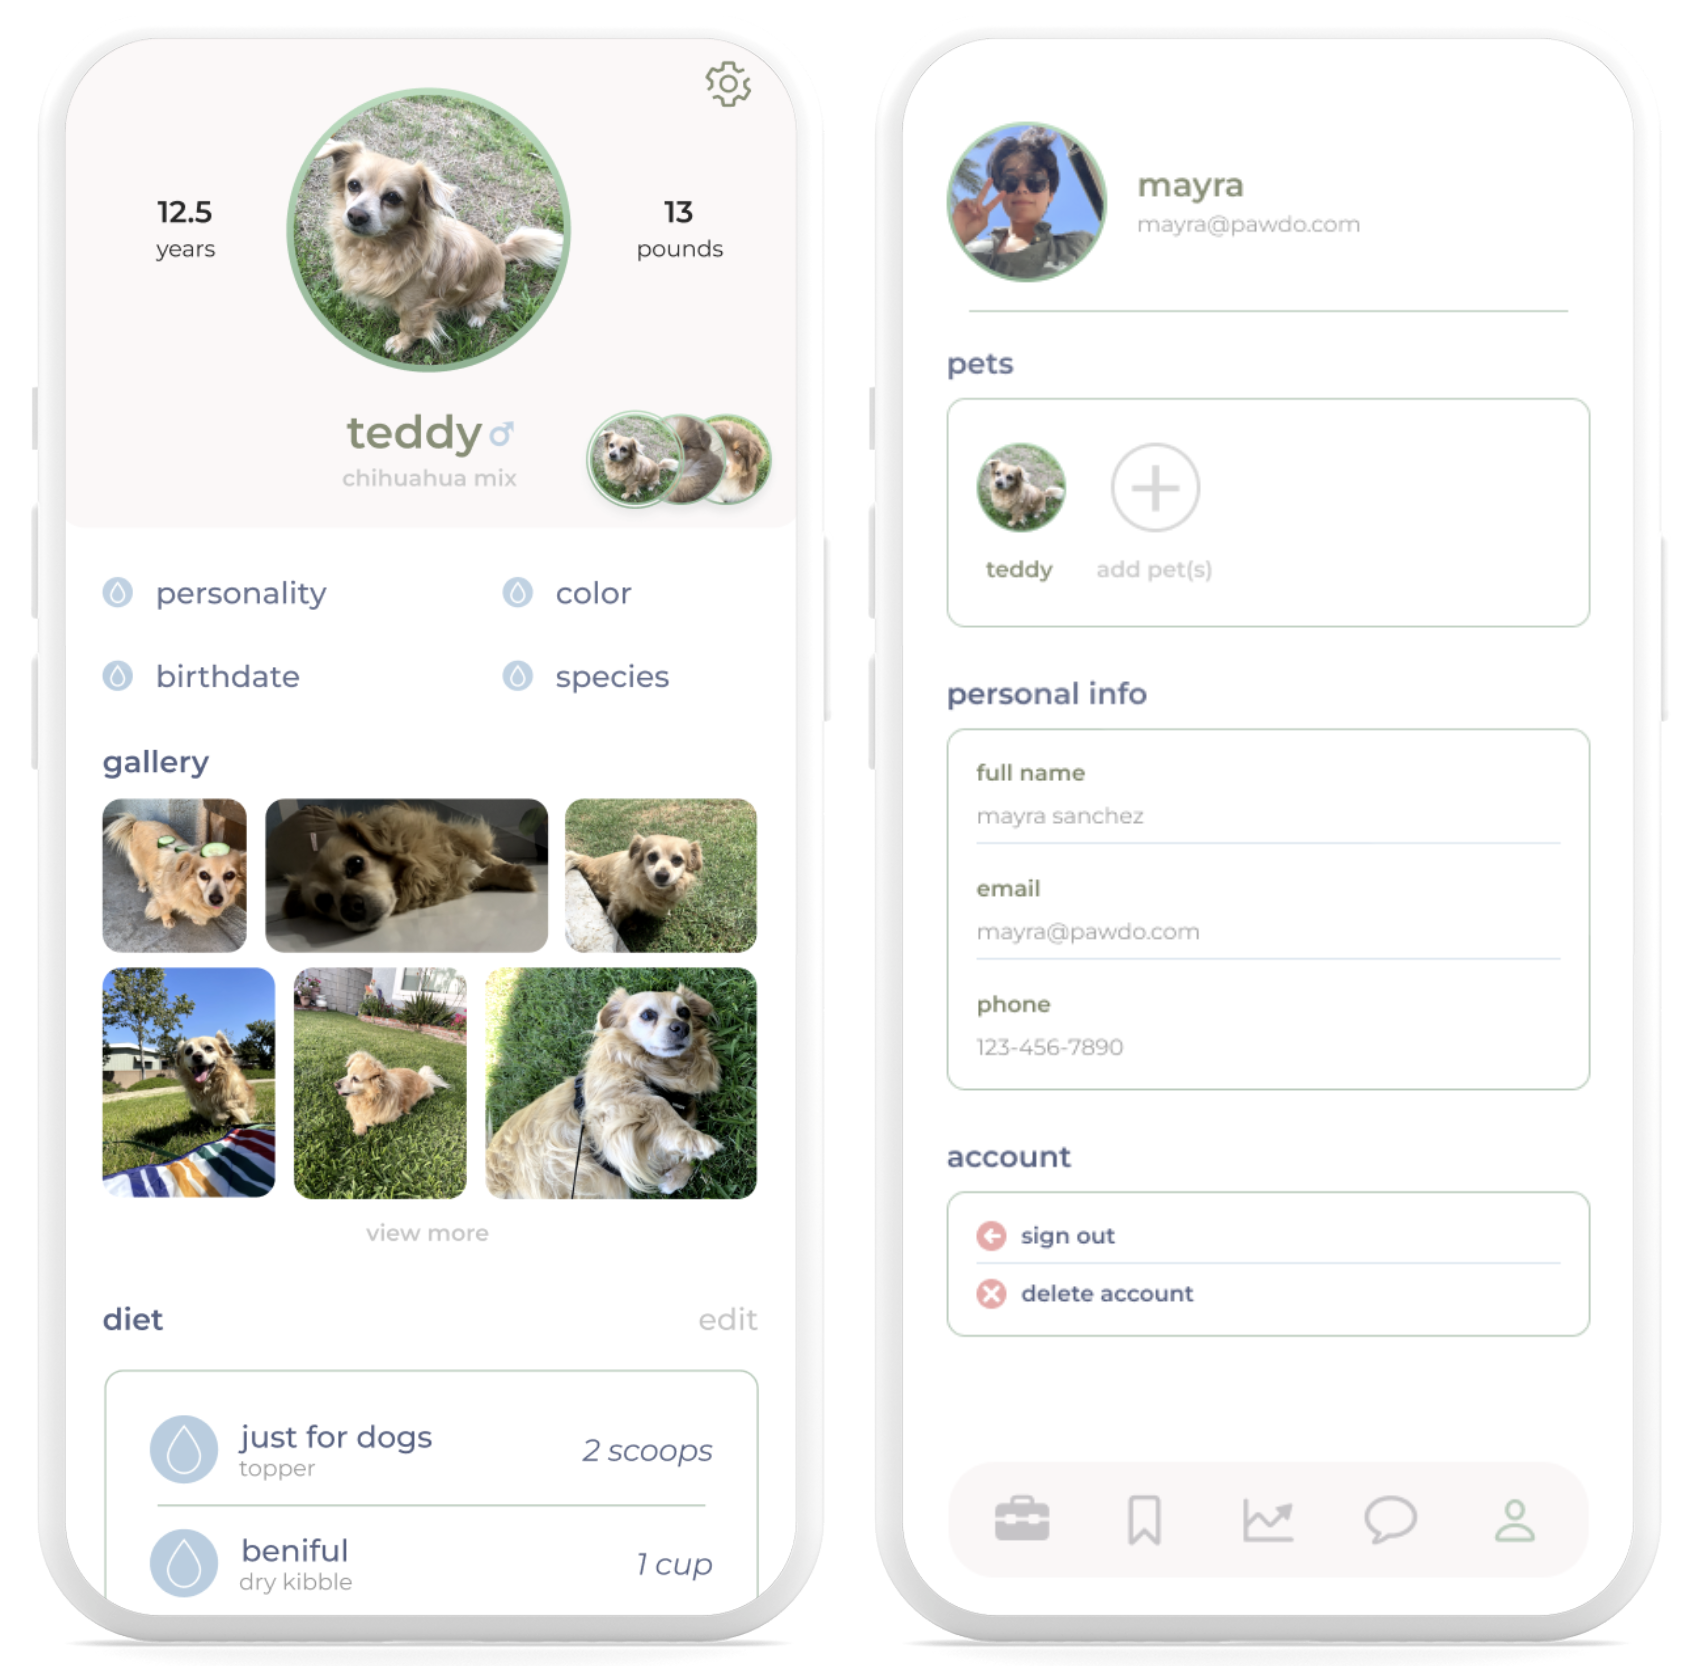 12.5
years
13
pounds
teddy
chihuahua mix
personality
color
birthdate
species
gallery
view more
diet
edit
just for dogs
topper
2 scoops
beniful
dry kibble
1 cup
mayra
mayra@pawdo.com
pets
teddy
add pet(s)
personal info
full name
mayra sanchez
email
mayra@pawdo.com
phone
123-456-7890
account
sign out
delete account